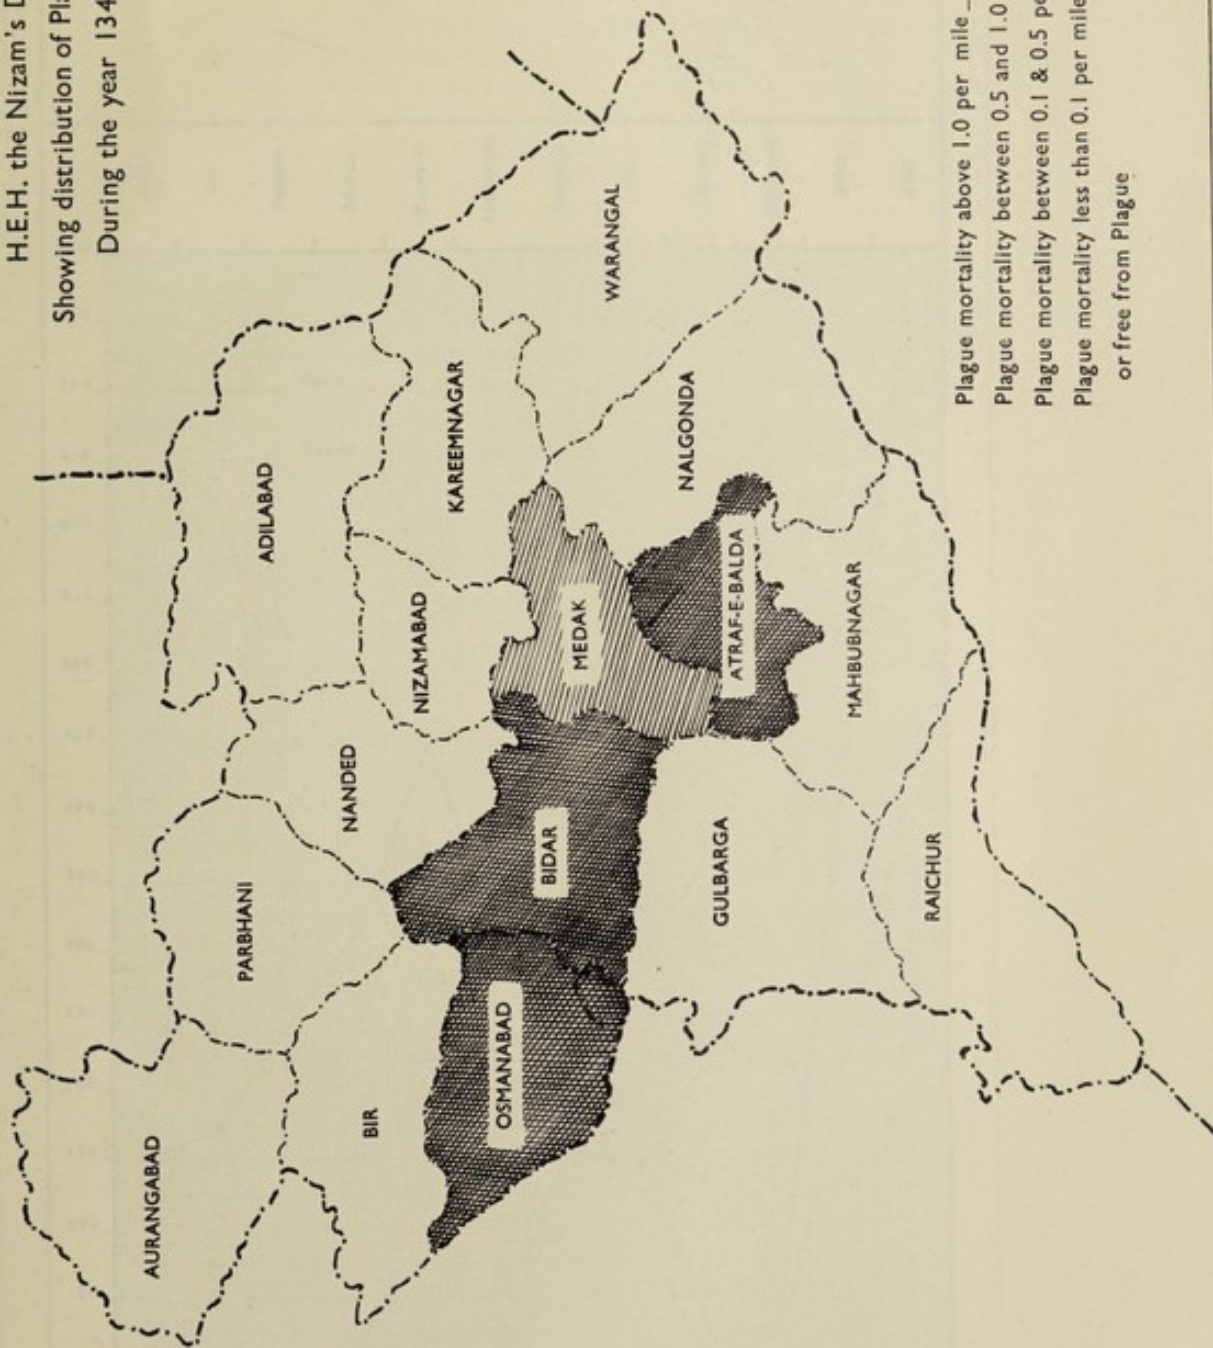 H.E.H. the Nizam's
Showing distribution of
During the year
AURANGABAD
PARBHANI
ADILABAD
NANDED
BIR
NIZAMABAD
KAREEMNAGAR
OSMANABAD
BIDAR
MEDAK
WARANGAL
NALGONDA
ATRAF-E-BALDA
GULBARGA
MAHBUBNAGAR
RAICHUR
Plague mortality above 1.0 per mile
Plague mortality between 0.5 and 1.0
Plague mortality between 0.1 & 0.5
Plague mortality less than 0.1 per mile
or free from Plague